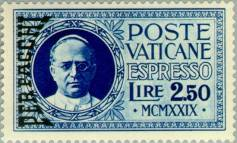 POSTE
VATICANE
ESPRESSO
LIRE 2.50
MCMXXIX